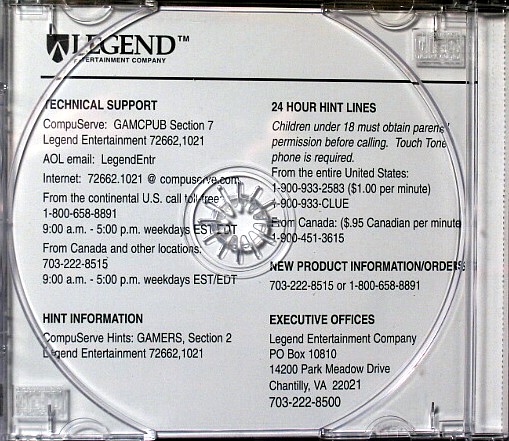 LEGEND™
ENTERTAINMENT COMPANY
TECHNICAL SUPPORT
CompuServe: GAMCPUB Section 7
Legend Entertainment 72662,1021
AOL email: LegendEntr
Internet: 72662.1021 @ compuserve.com
From the continental U.S. call toll-free
1-800-658-8891
9:00 a.m. - 5:00 p.m. weekdays EST/EDT
From Canada and other locations:
703-222-8515
9:00 a.m. - 5:00 p.m. weekdays EST/EDT
HINT INFORMATION
CompuServe Hints: GAMERS, Section 2
Legend Entertainment 72662,1021
24 HOUR HINT LINES
Children under 18 must obtain parents'
permission before calling. Touch Tone
phone is required.
From the entire United States:
1-900-933-2583 ($1.00 per minute)
1-900-933-CLUE
From Canada: ($.95 Canadian per minute
1-900-451-3615
NEW PRODUCT INFORMATION/ORDERS
703-222-8515 or 1-800-658-8891
EXECUTIVE OFFICES
Legend Entertainment Company
PO Box 10810
14200 Park Meadow Drive
Chantilly, VA 22021
703-222-8500